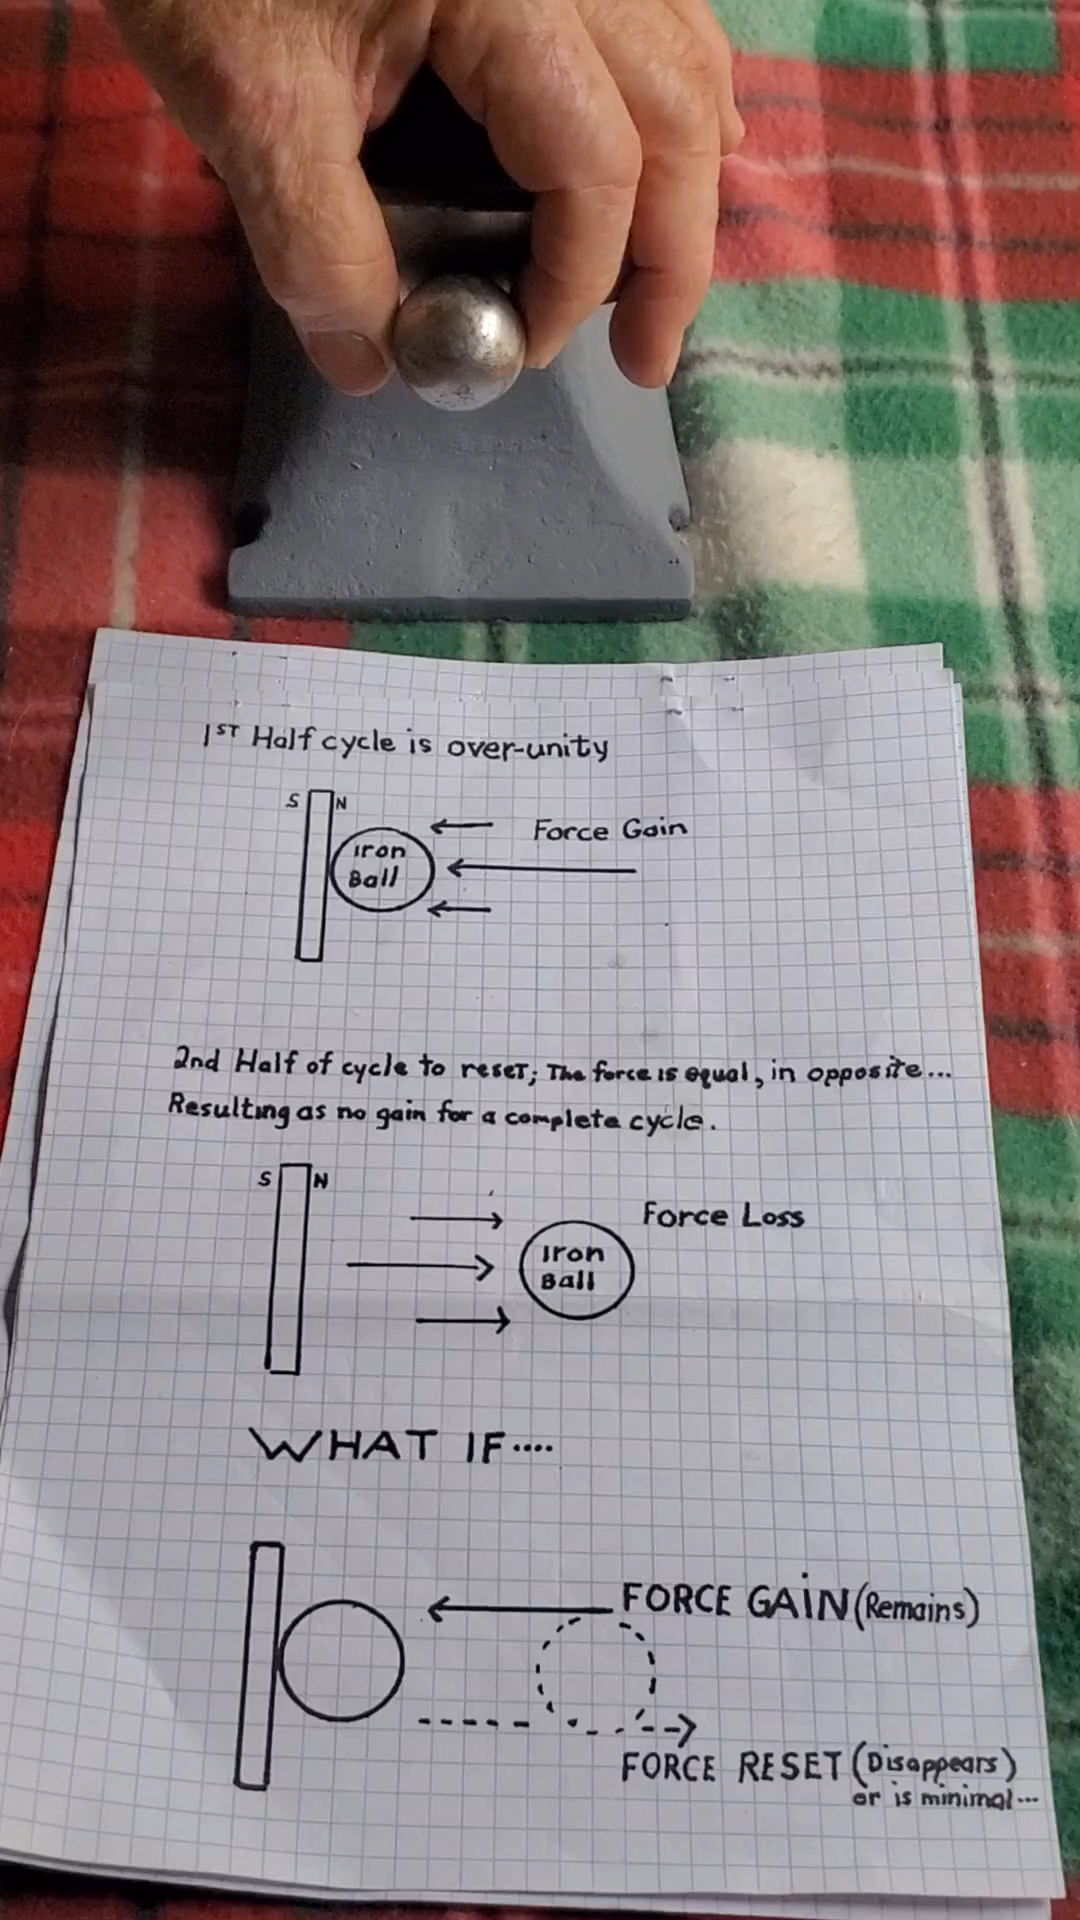 1ST Half cycle is over-unity
S N
Force Gain
Iron
Ball
2nd Half of cycle to reset; The force is equal, in opposite...
Resulting as no gain for a complete cycle.
S N
Force Loss
Iron
Ball
WHAT IF....
FORCE GAIN (Remains)
FORCE RESET (Disappears)
or is minimal...